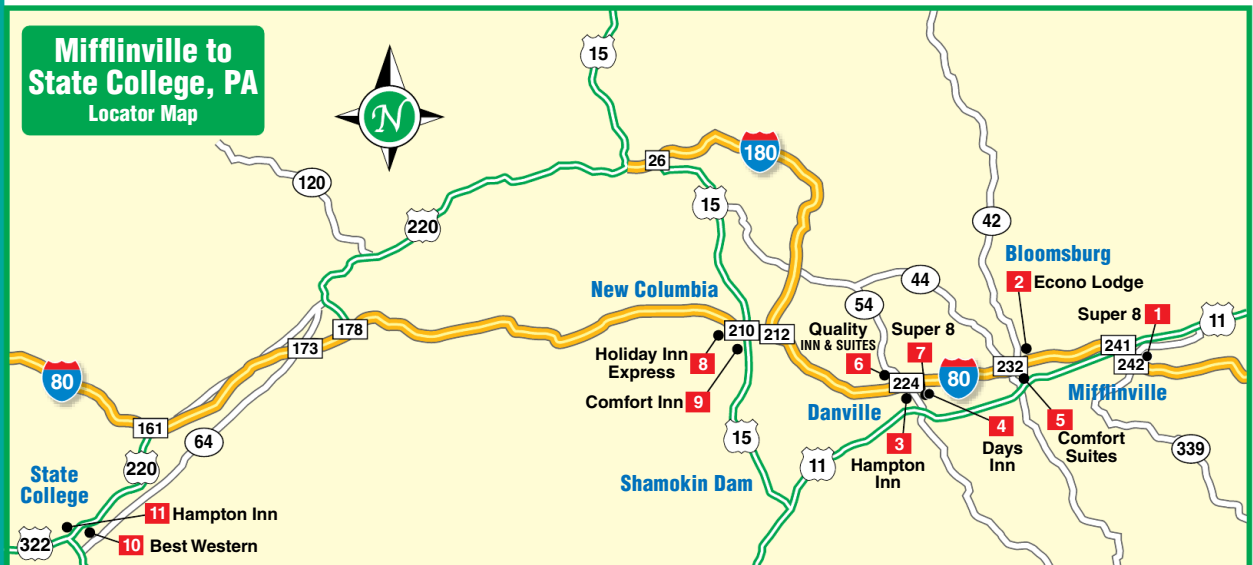 Mifflinville to
State College, PA
Locator Map
N
15
180
26
120
15
220
42
Bloomsburg
44
2 Econo Lodge
New Columbia
54
Super 8 1
11
178
210
212
Quality
INN & SUITES
6
Super 8
7
241
242
173
Holiday Inn
Express
8
232
80
224
80
Mifflinville
Comfort Inn 9
Danville
161
64
15
3
Hampton
Inn
4
Days
Inn
5
Comfort
Suites
339
220
11
State
College
Shamokin Dam
11 Hampton Inn
322
10 Best Western